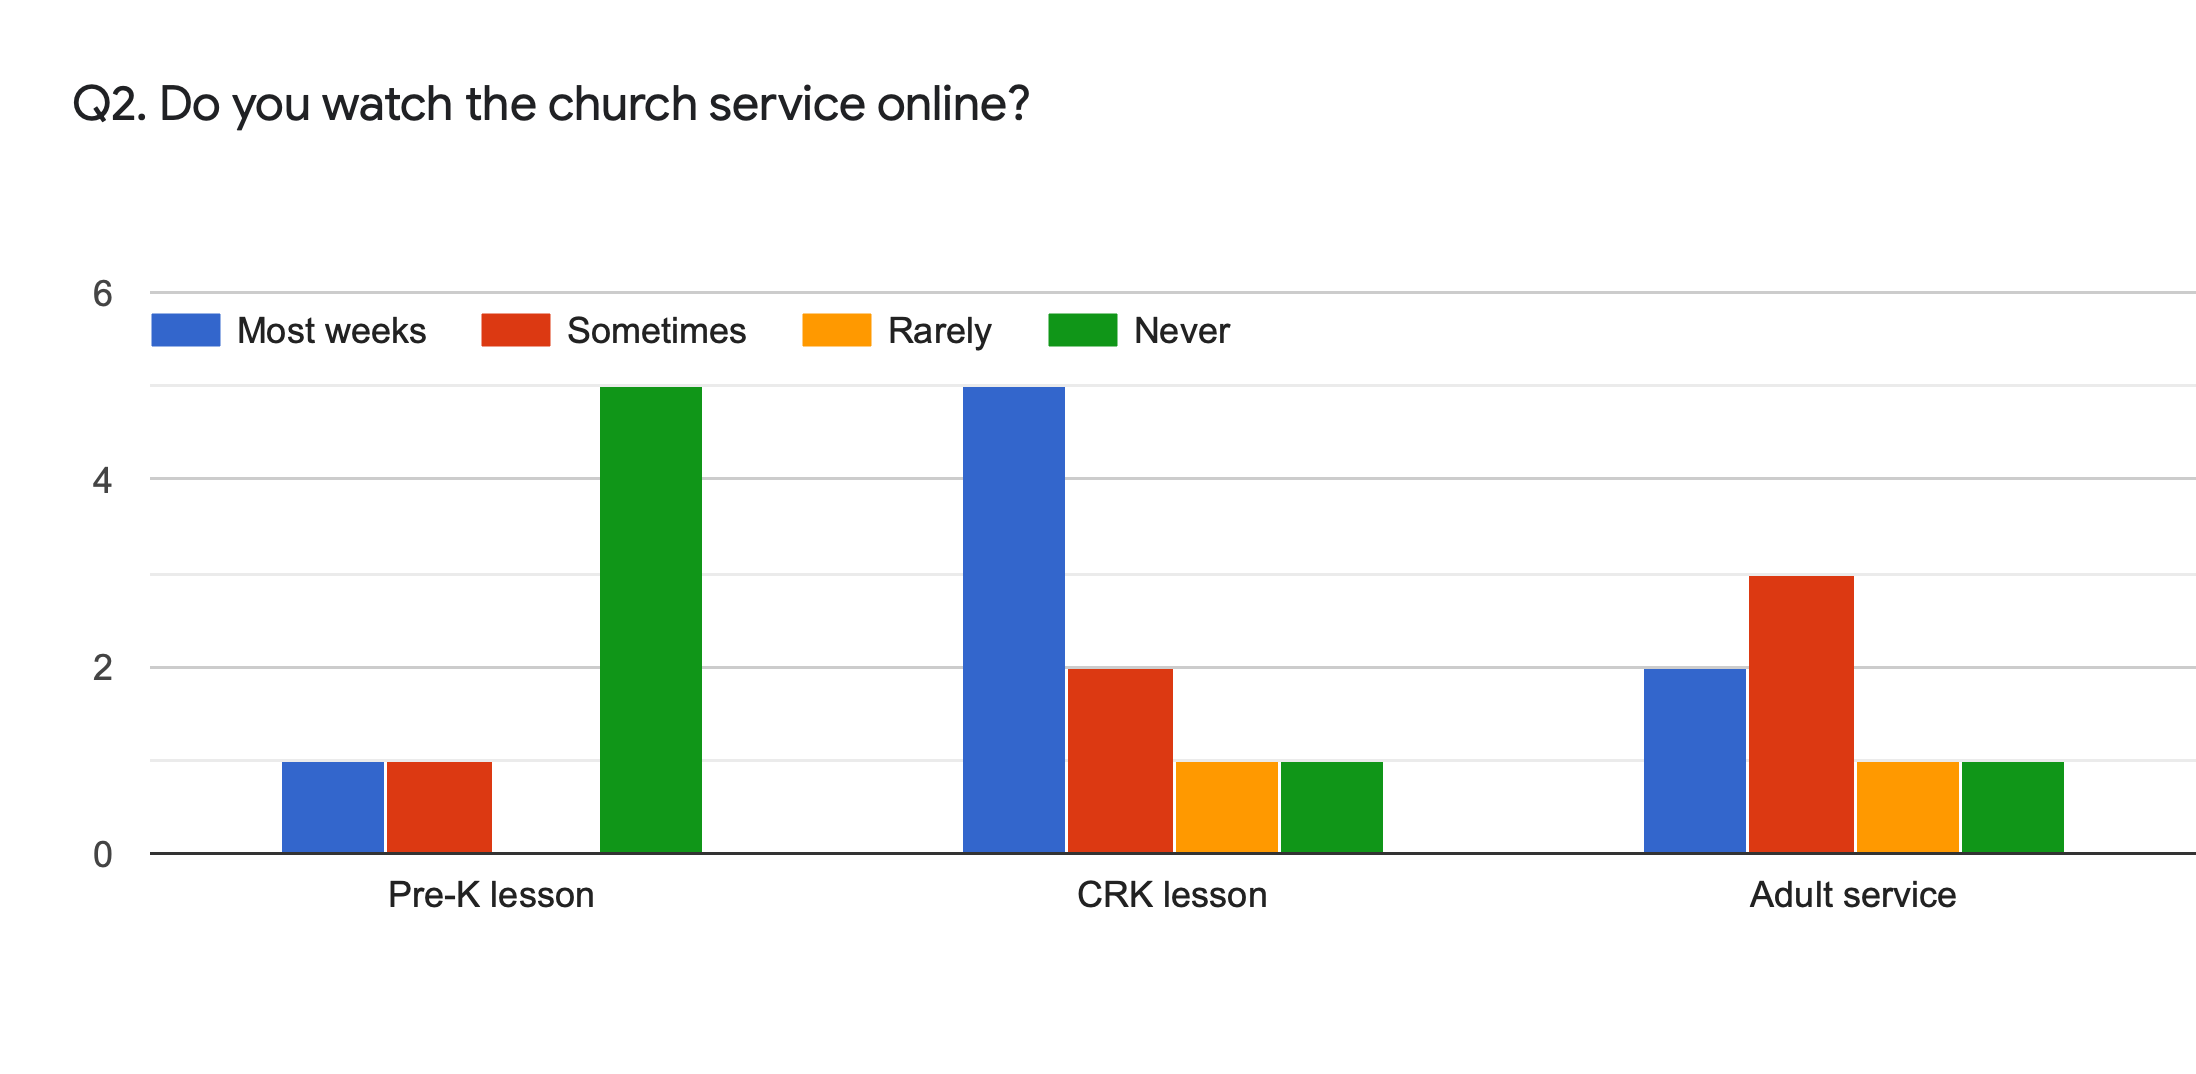 Q2. Do you watch the church service online?
6
Most weeks Sometimes Rarely Never
4
2
0
Pre-K lesson CRK lesson Adult service